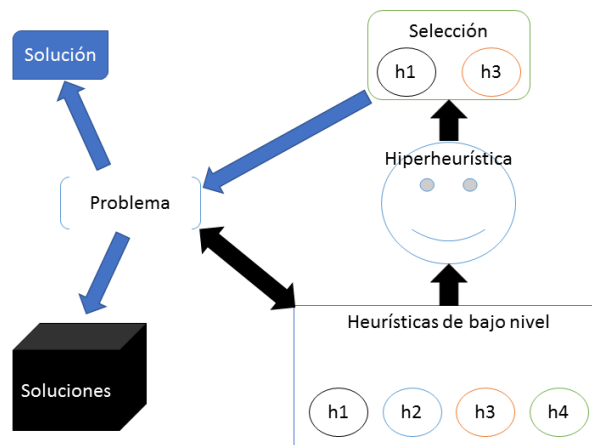 Selección
Solución
h1 h3
Hiperheurística
Problema
Heurísticas de bajo nivel
Soluciones
h1 h2 h3 h4